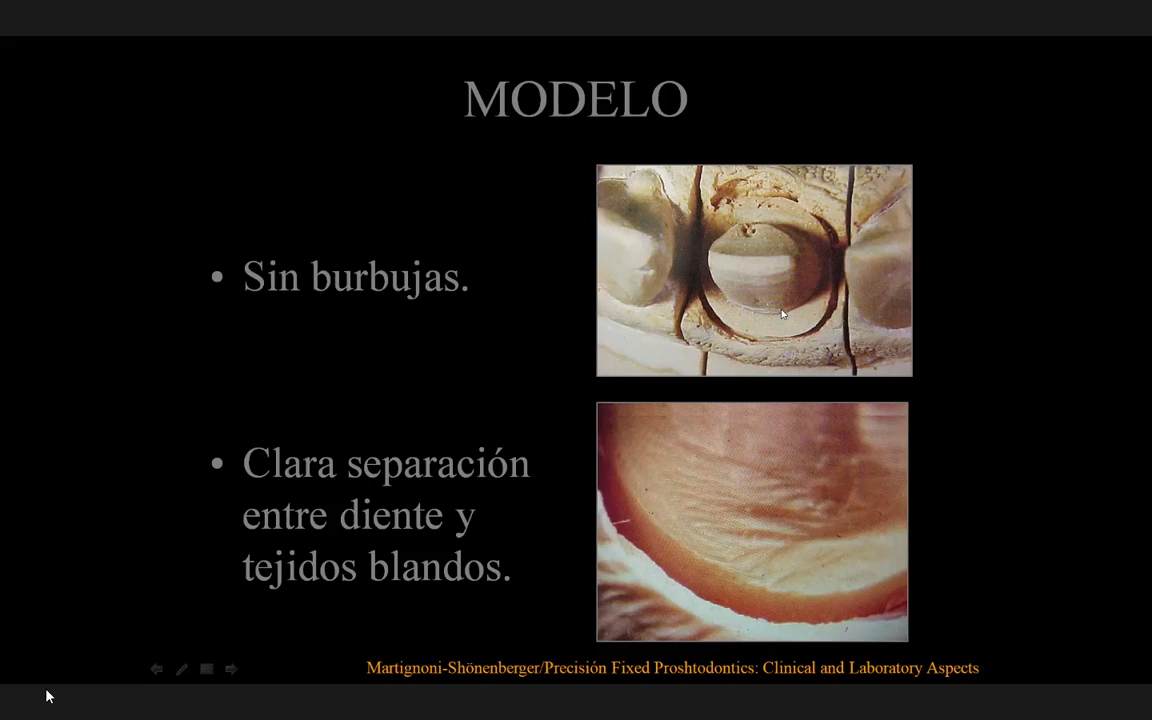 MODELO
• Sin burbujas.
• Clara separación
entre diente y
tejidos blandos.
Martignoni-Shönenberger/Precisión Fixed Proshtodontics: Clinical and Laboratory Aspects